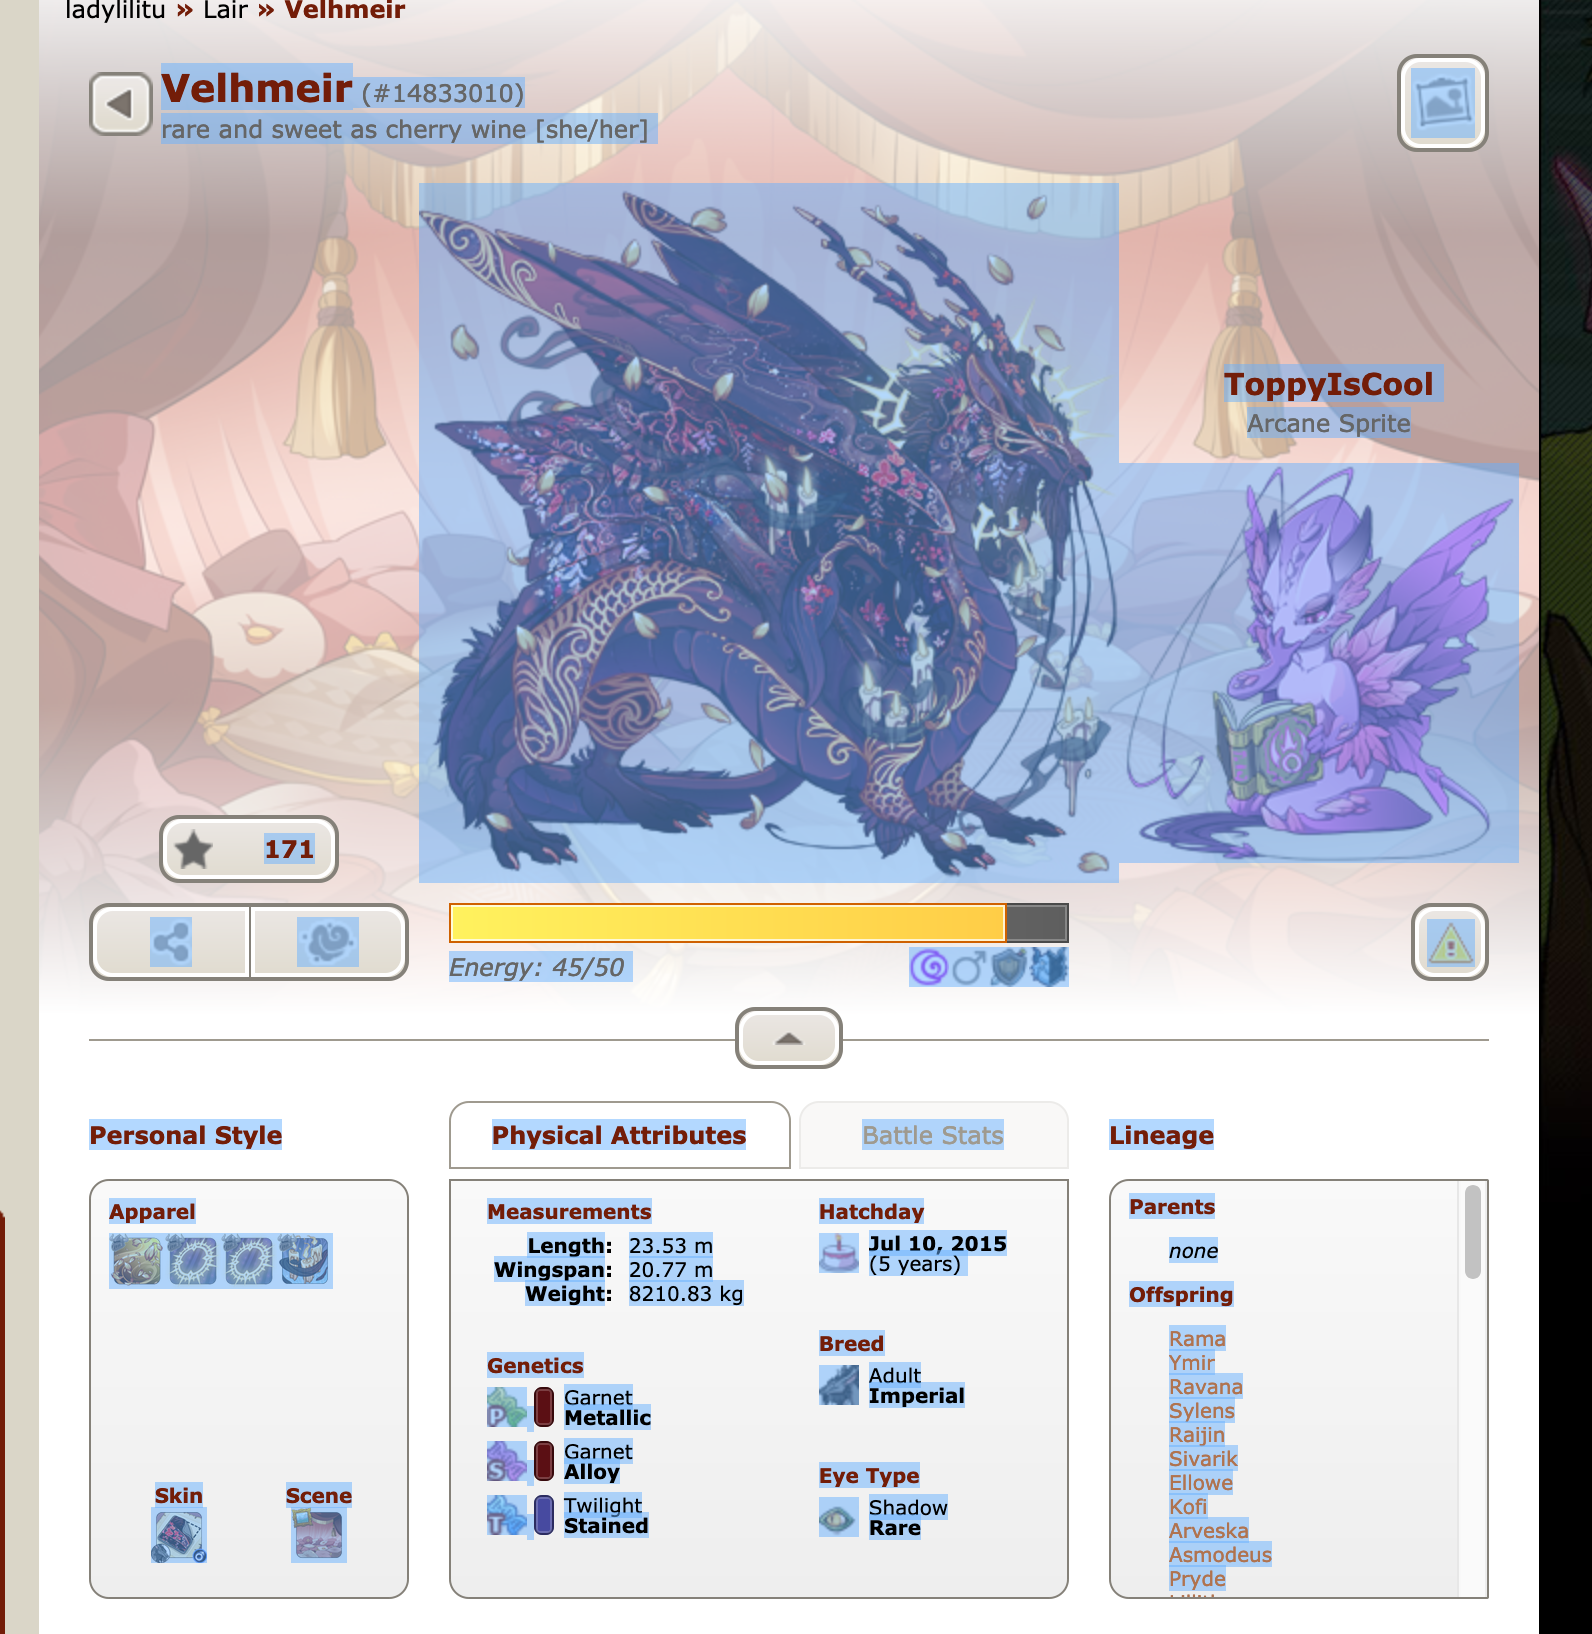 ladylilitu » Lair » Velhmeir
Velhmeir (#14833010)
rare and sweet as cherry wine [she/her]
ToppyIsCool
Arcane Sprite
171
Energy: 45/50
Personal Style
Physical Attributes
Battle Stats
Lineage
Apparel
Skin
Scene
Measurements
Length: 23.53 m
Wingspan: 20.77 m
Weight: 8210.83 kg
Genetics
Garnet
Metallic
Garnet
Alloy
Twilight
Stained
Hatchday
Jul 10, 2015
(5 years)
Breed
Adult
Imperial
Eye Type
Shadow
Rare
Parents
none
Offspring
Rama
Ymir
Ravana
Sylens
Raijin
Sivarik
Ellowe
Kofi
Arveska
Asmodeus
Pryde